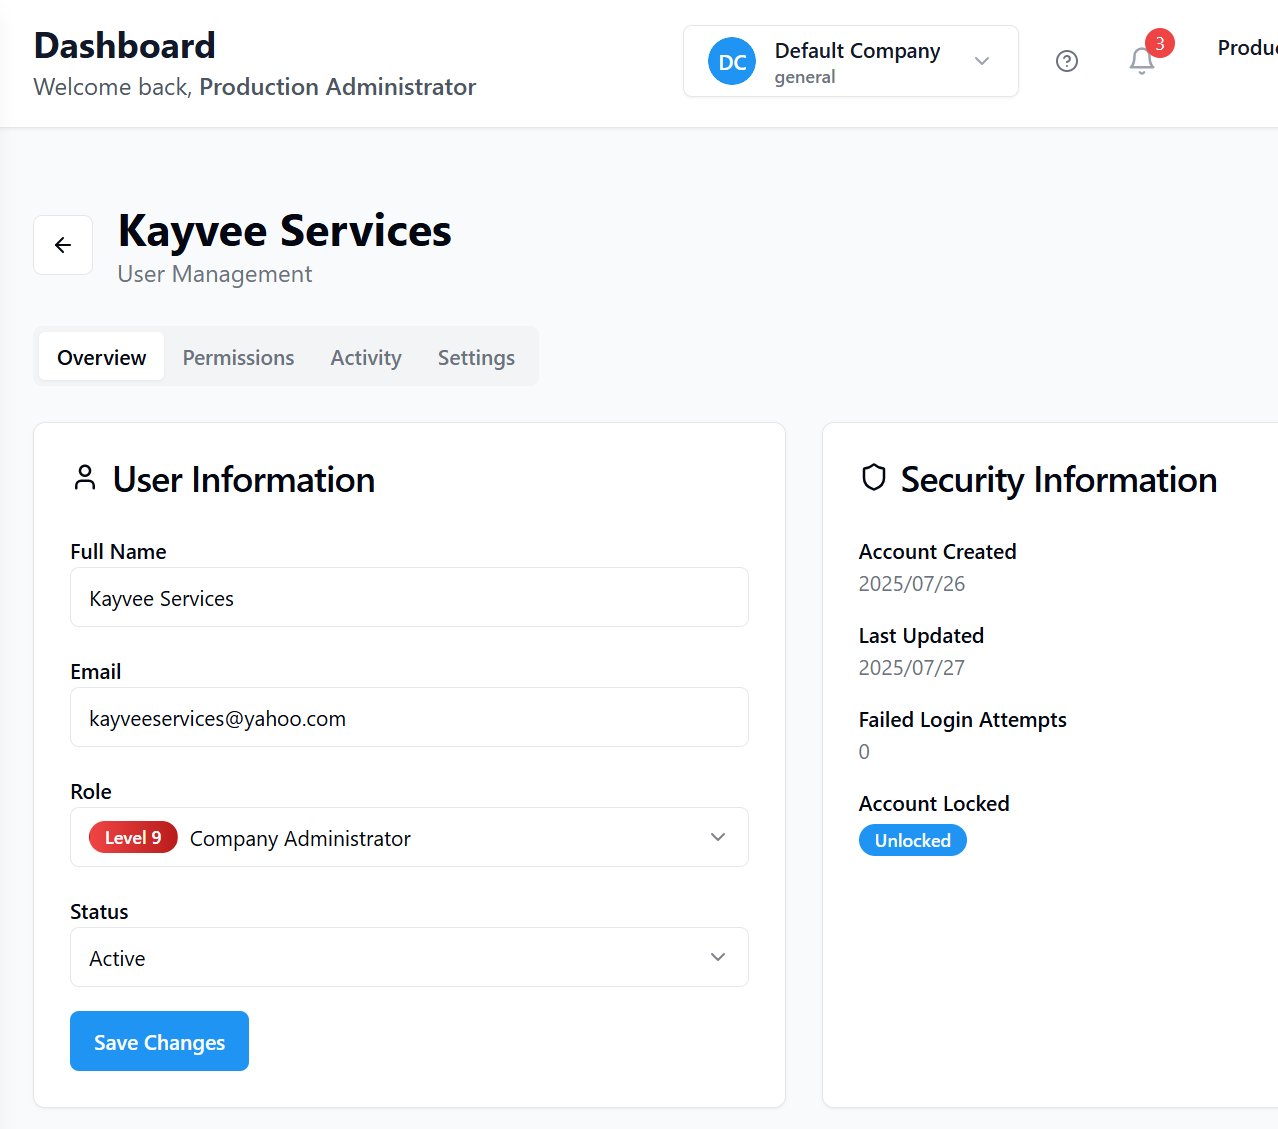 Dashboard
Welcome back, Production Administrator
DC
Default Company
general
3
Kayvee Services
User Management
Overview
Permissions
Activity
Settings
User Information
Full Name
Kayvee Services
Email
kayveeservices@yahoo.com
Role
Level 9
Company Administrator
Status
Active
Save Changes
Security Information
Account Created
2025/07/26
Last Updated
2025/07/27
Failed Login Attempts
0
Account Locked
Unlocked